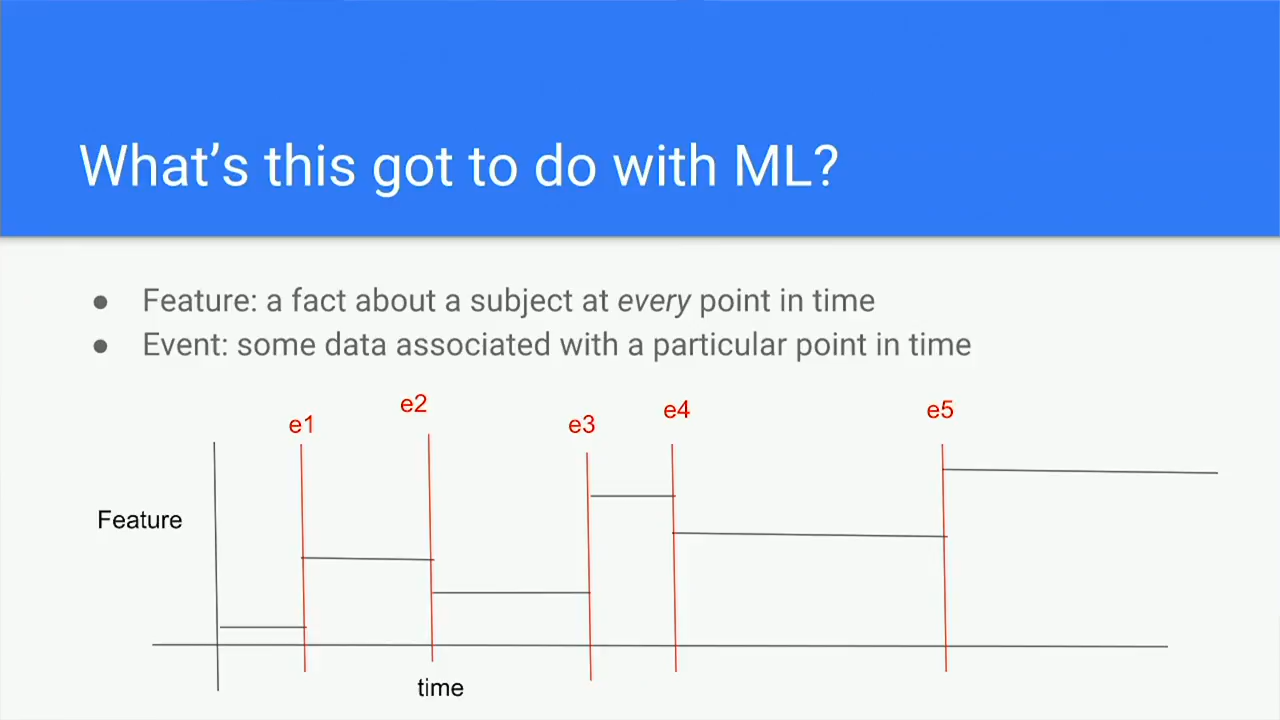 What's this got to do with ML?
● Feature: a fact about a subject at every point in time
● Event: some data associated with a particular point in time
e1
e2
e3
e4
e5
Feature
time